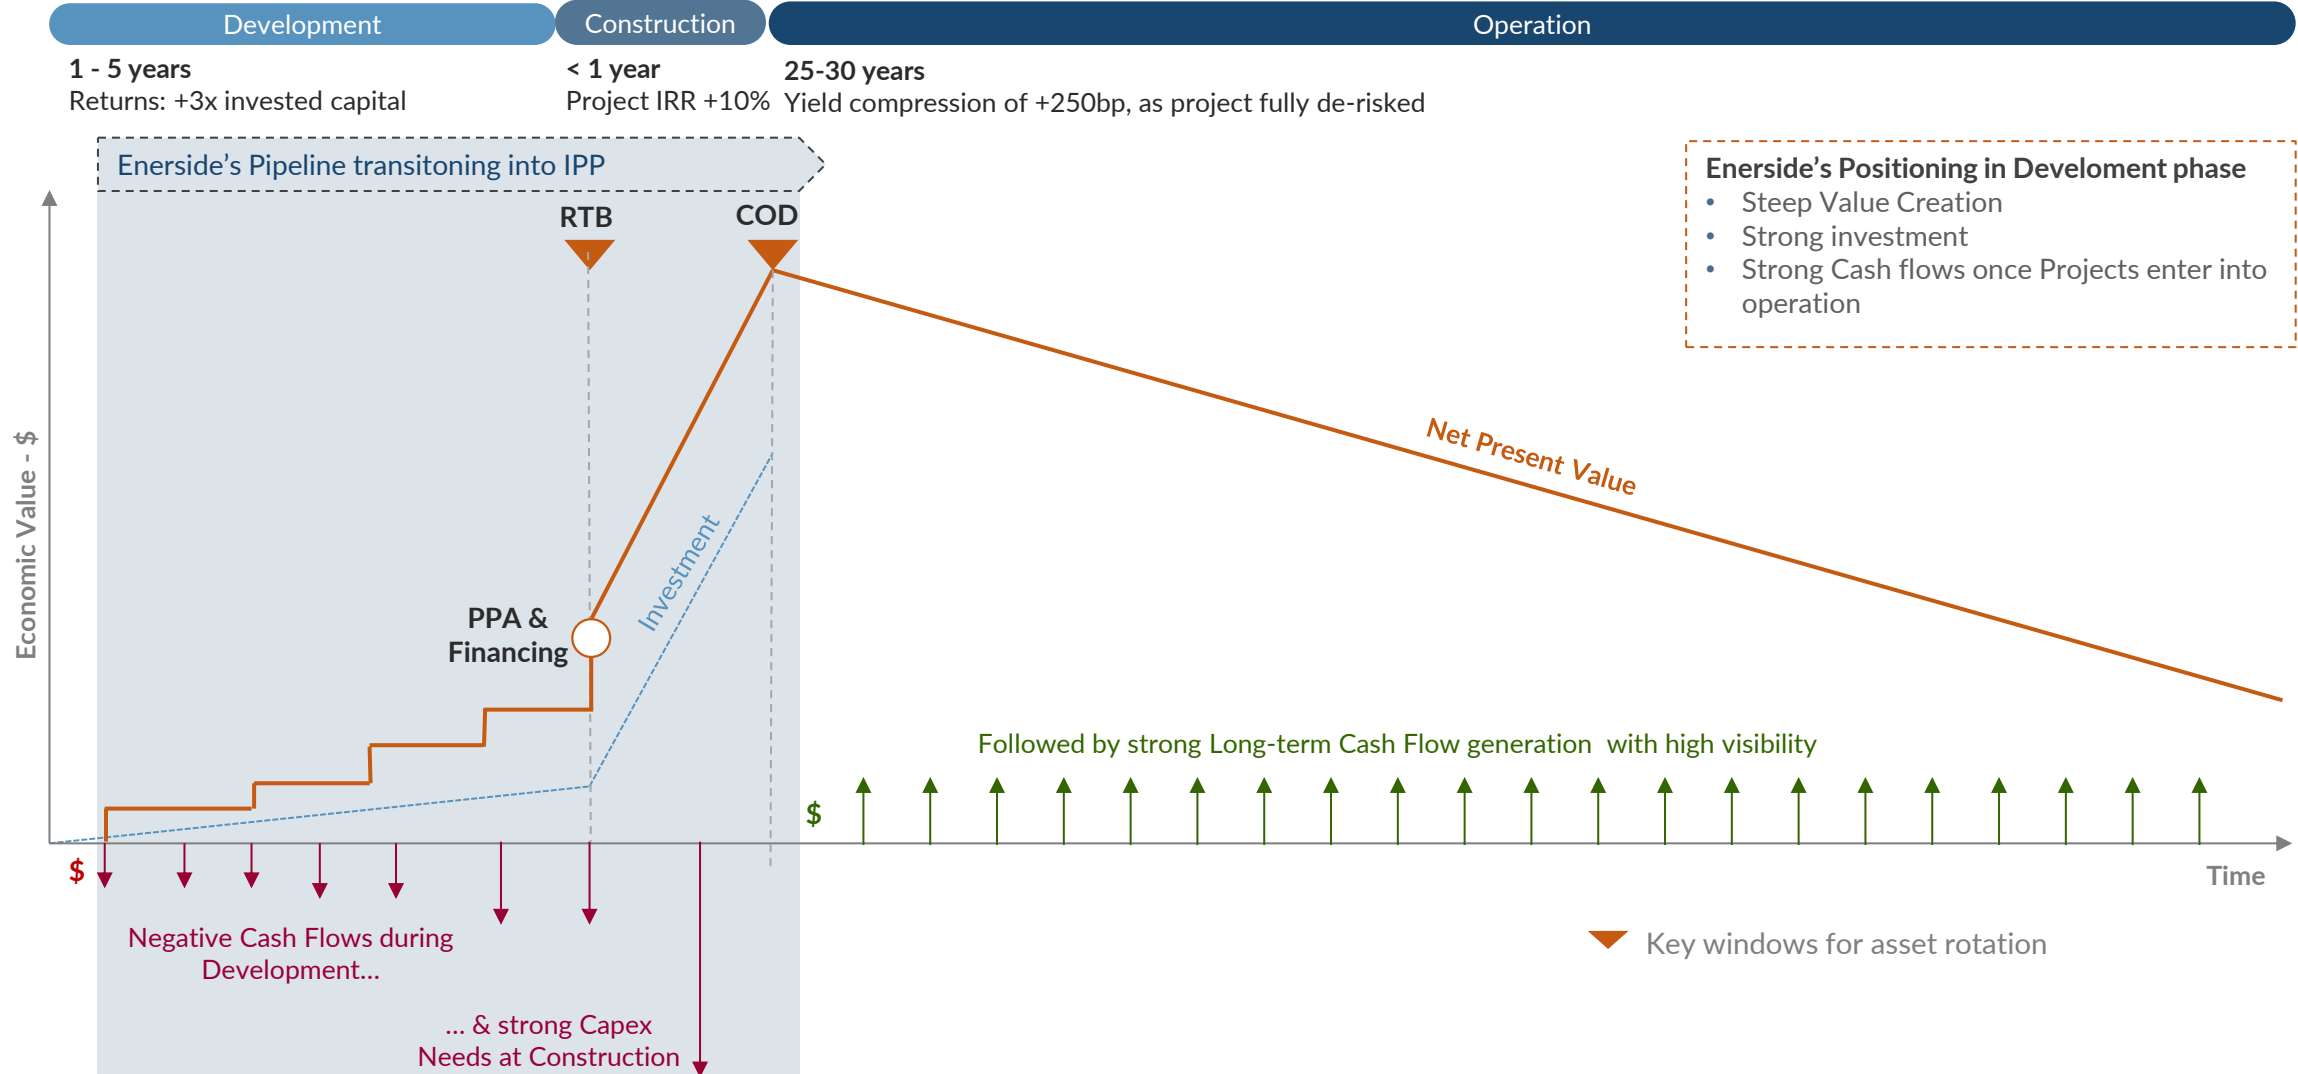 Development
Construction
Operation
1 - 5 years
Returns: +3x invested capital
< 1 year
Project IRR +10%
25-30 years
Yield compression of +250bp, as project fully de-risked
Enerside’s Pipeline transitoning into IPP
Enerside’s Positioning in Develoment phase
• Steep Value Creation
• Strong investment
• Strong Cash flows once Projects enter into
operation
RTB
COD
Economic Value - $
Net Present Value
Investment
PPA &
Financing
Followed by strong Long-term Cash Flow generation with high visibility
$
$
Time
Negative Cash Flows during
Development...
Key windows for asset rotation
... & strong Capex
Needs at Construction